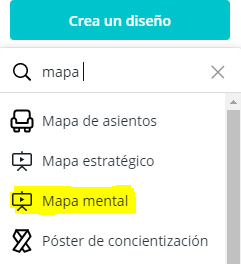 Crea un diseño
mapa
Mapa de asientos
Mapa estratégico
Mapa mental
Póster de concientización